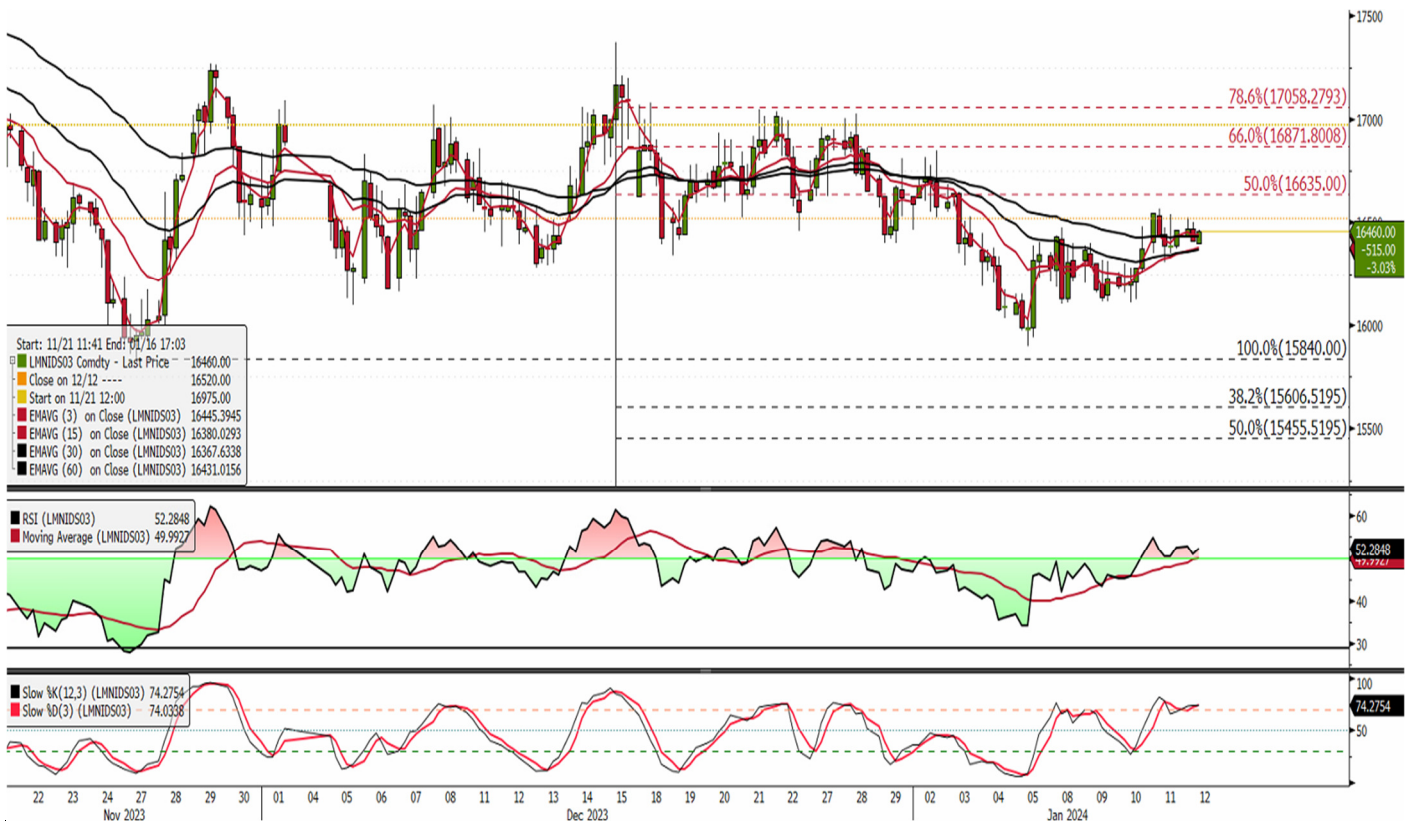 17500
78.6%(17058.2793)
17000
66.0%(16871.8008)
50.0%(16635.00)
16500
16460.00
-515.00
-3.03%
16000
100.0%(15840.00)
38.2%(15606.5195)
15500
50.0%(15455.5195)
Start: 11/21 11:41 End: 01/16 17:03
LMNIDS03 Comdty - Last Price 16460.00
Close on 12/12 ---- 16520.00
Start on 11/21 12:00 16975.00
EMAVG (3) on Close (LMNIDS03) 16445.3945
EMAVG (15) on Close (LMNIDS03) 16380.0293
EMAVG (30) on Close (LMNIDS03) 16367.6338
EMAVG (60) on Close (LMNIDS03) 16431.0156
RSI (LMNIDS03) 52.2848
Moving Average (LMNIDS03) 49.9927
60
52.2848
49.9927
40
30
Slow %K(12,3) (LMNIDS03) 74.2754
Slow %D(3) (LMNIDS03) 74.0338
100
74.2754
50
22 23 24 27 28 29 30 01 04 05 06 07 08 11 12 13 14 15 18 19 20 21 22 27 28 29 02 03 04 05 08 09 10 11 12
Nov 2023 Dec 2023 Jan 2024